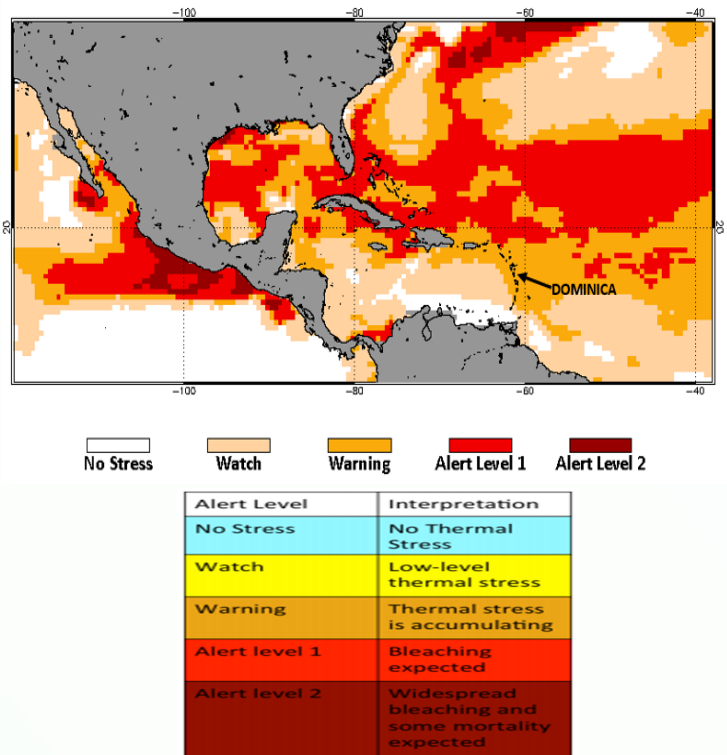 -100 -80 -60 -40
20 20
DOMINICA
-100 -80 -60 -40
No Stress Watch Warning Alert Level 1 Alert Level 2
Alert Level Interpretation
No Stress No Thermal
Stress
Watch Low-level
thermal stress
Warning Thermal stress
is accumulating
Alert level 1 Bleaching
expected
Alert level 2 Widespread
bleaching and
some mortality
expected